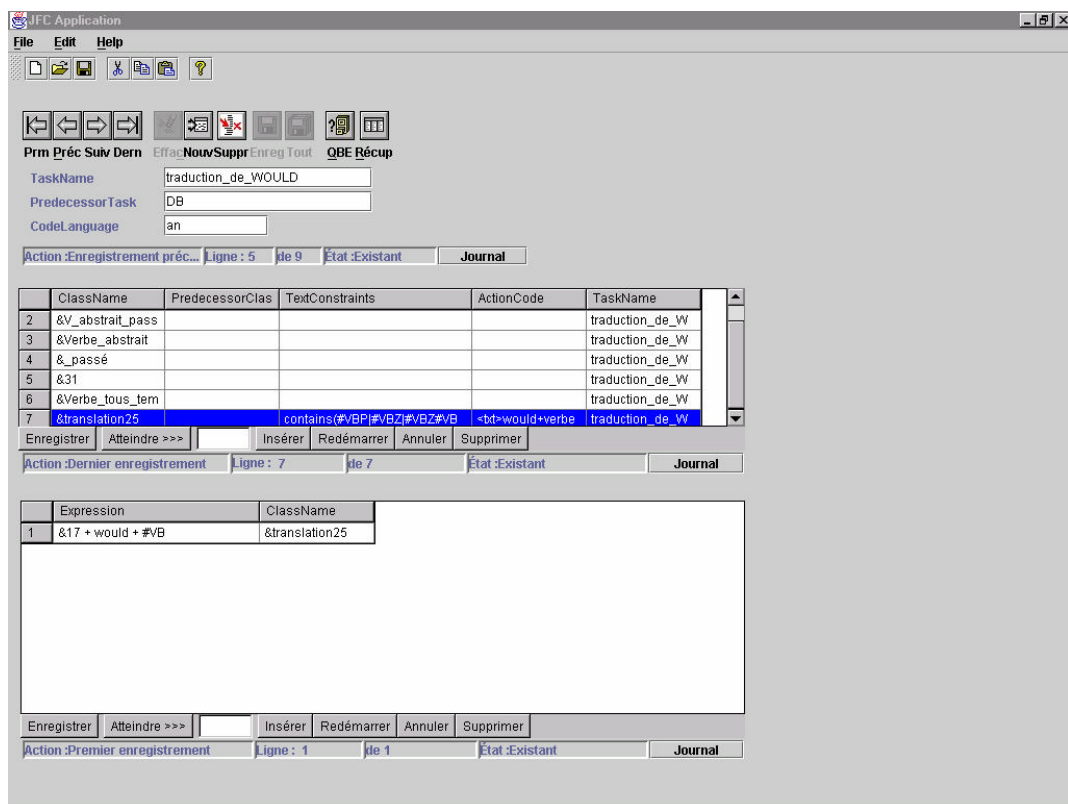 JFC Application
File Edit Help
Prm Préc Suiv Dern Effac Nouv Suppr Enreg Tout QBE Récup
TaskName traduction_de_WOULD
PredecessorTask DB
CodeLanguage an
Action :Enregistrement préc... Ligne : 5 de 9 État :Existant Journal
ClassName PredecessorClas TextConstraints ActionCode TaskName
2 &V_abstrait_pass traduction_de_W
3 &Verbe_abstrait traduction_de_W
4 &_passé traduction_de_W
5 &31 traduction_de_W
6 &Verbe_tous_tem traduction_de_W
7 &translation25 contains(#VBP|#VBZ|#VBZ#VB <txt>would+verbe traduction_de_W
Enregistrer Atteindre >>> Insérer Redémarrer Annuler Supprimer
Action :Dernier enregistrement Ligne : 7 de 7 État :Existant Journal
Expression ClassName
1 &17 + would + #VB &translation25
Enregistrer Atteindre >>> Insérer Redémarrer Annuler Supprimer
Action :Premier enregistrement Ligne : 1 de 1 État :Existant Journal